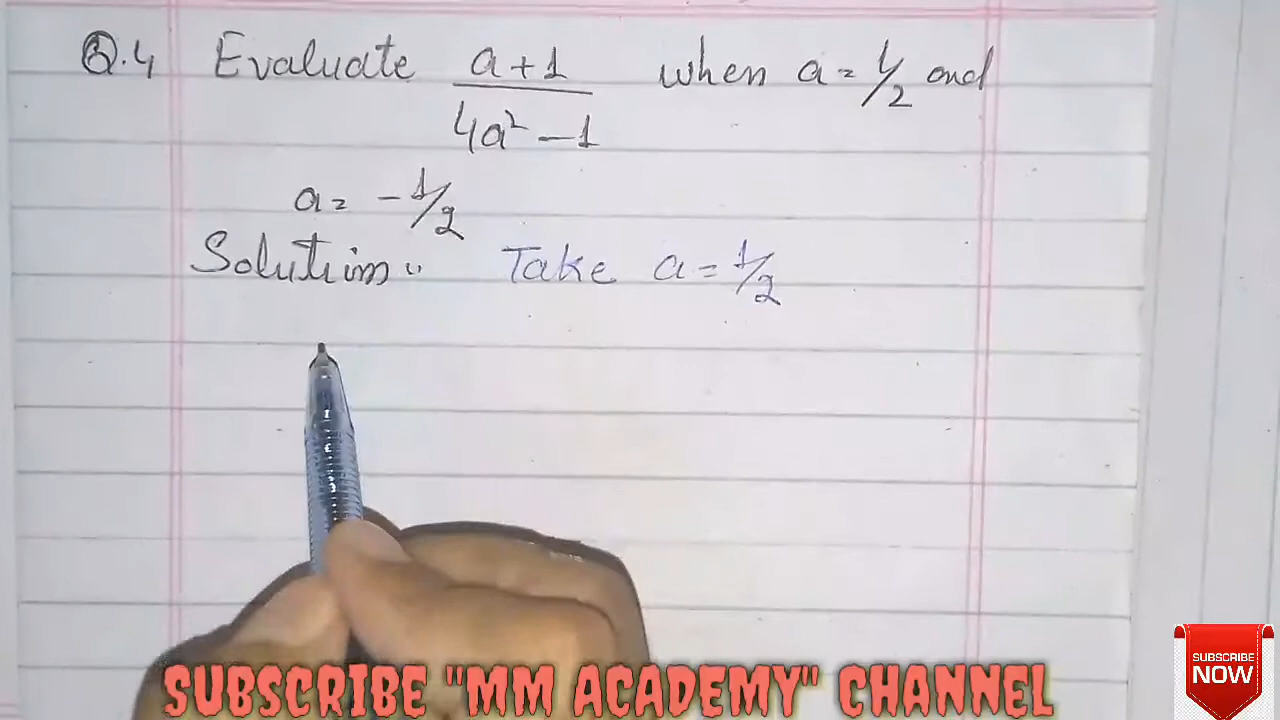 Q.4 Evaluate a+1 / 4a² - 1 when a = 1/2 and
a = - 1/2
Solution:. Take a = 1/2
SUBSCRIBE NOW
SUBSCRIBE "MM ACADEMY" CHANNEL